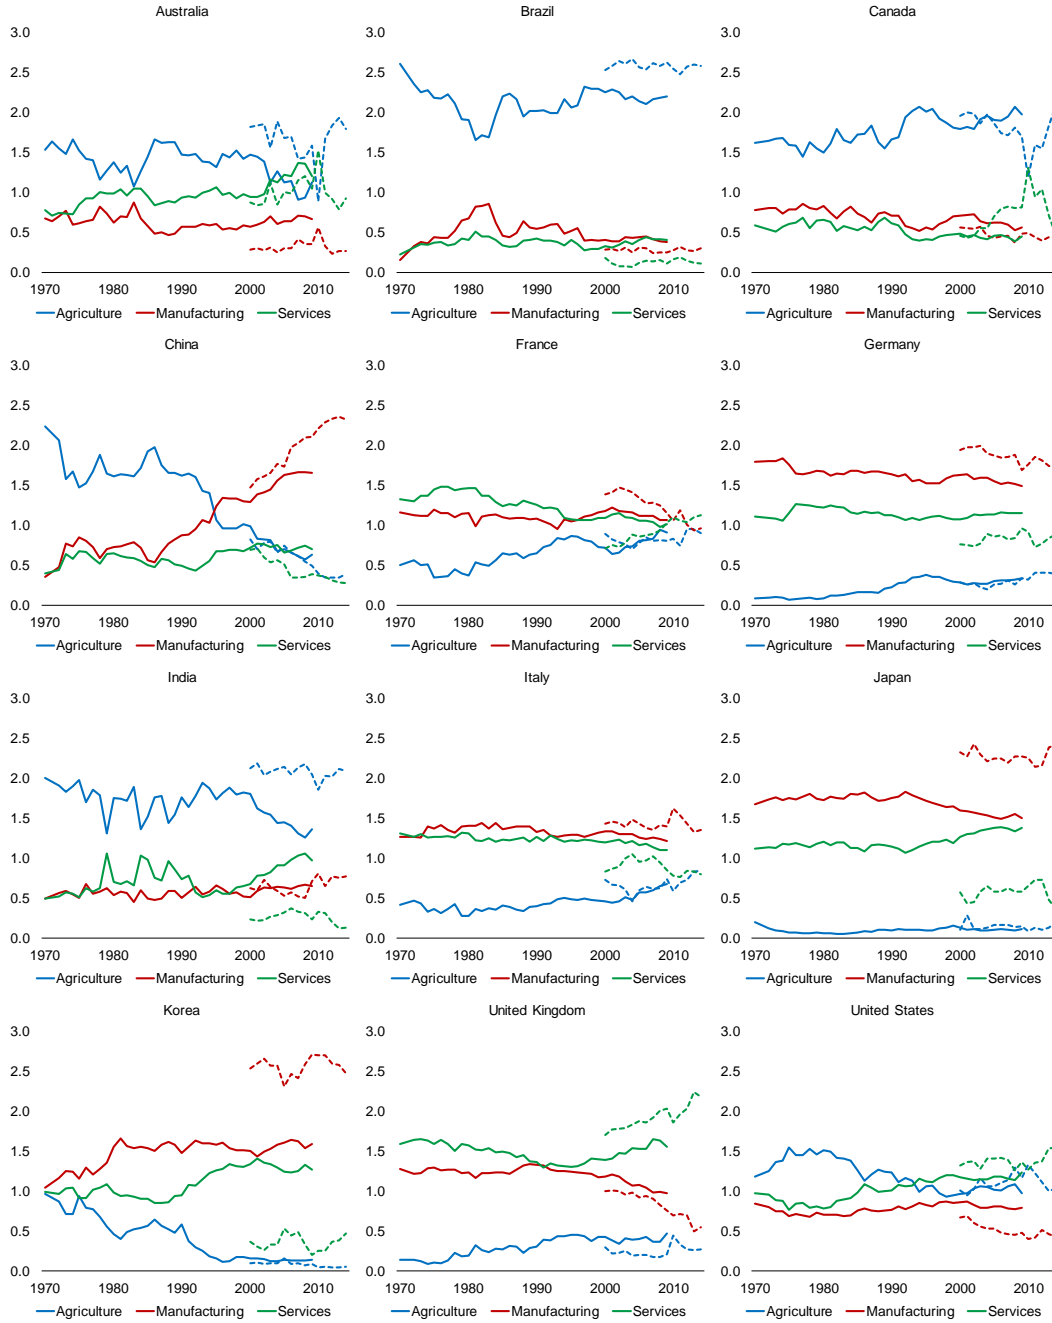 Australia Brazil Canada
3.0 3.0 3.0
2.5 2.5 2.5
2.0 2.0 2.0
1.5 1.5 1.5
1.0 1.0 1.0
0.5 0.5 0.5
0.0 0.0 0.0
1970 1980 1990 2000 2010 1970 1980 1990 2000 2010 1970 1980 1990 2000 2010
Agriculture Manufacturing Services Agriculture Manufacturing Services Agriculture Manufacturing Services
China France Germany
3.0 3.0 3.0
2.5 2.5 2.5
2.0 2.0 2.0
1.5 1.5 1.5
1.0 1.0 1.0
0.5 0.5 0.5
0.0 0.0 0.0
1970 1980 1990 2000 2010 1970 1980 1990 2000 2010 1970 1980 1990 2000 2010
Agriculture Manufacturing Services Agriculture Manufacturing Services Agriculture Manufacturing Services
India Italy Japan
3.0 3.0 3.0
2.5 2.5 2.5
2.0 2.0 2.0
1.5 1.5 1.5
1.0 1.0 1.0
0.5 0.5 0.5
0.0 0.0 0.0
1970 1980 1990 2000 2010 1970 1980 1990 2000 2010 1970 1980 1990 2000 2010
Agriculture Manufacturing Services Agriculture Manufacturing Services Agriculture Manufacturing Services
Korea United Kingdom United States
3.0 3.0 3.0
2.5 2.5 2.5
2.0 2.0 2.0
1.5 1.5 1.5
1.0 1.0 1.0
0.5 0.5 0.5
0.0 0.0 0.0
1970 1980 1990 2000 2010 1970 1980 1990 2000 2010 1970 1980 1990 2000 2010
Agriculture Manufacturing Services Agriculture Manufacturing Services Agriculture Manufacturing Services